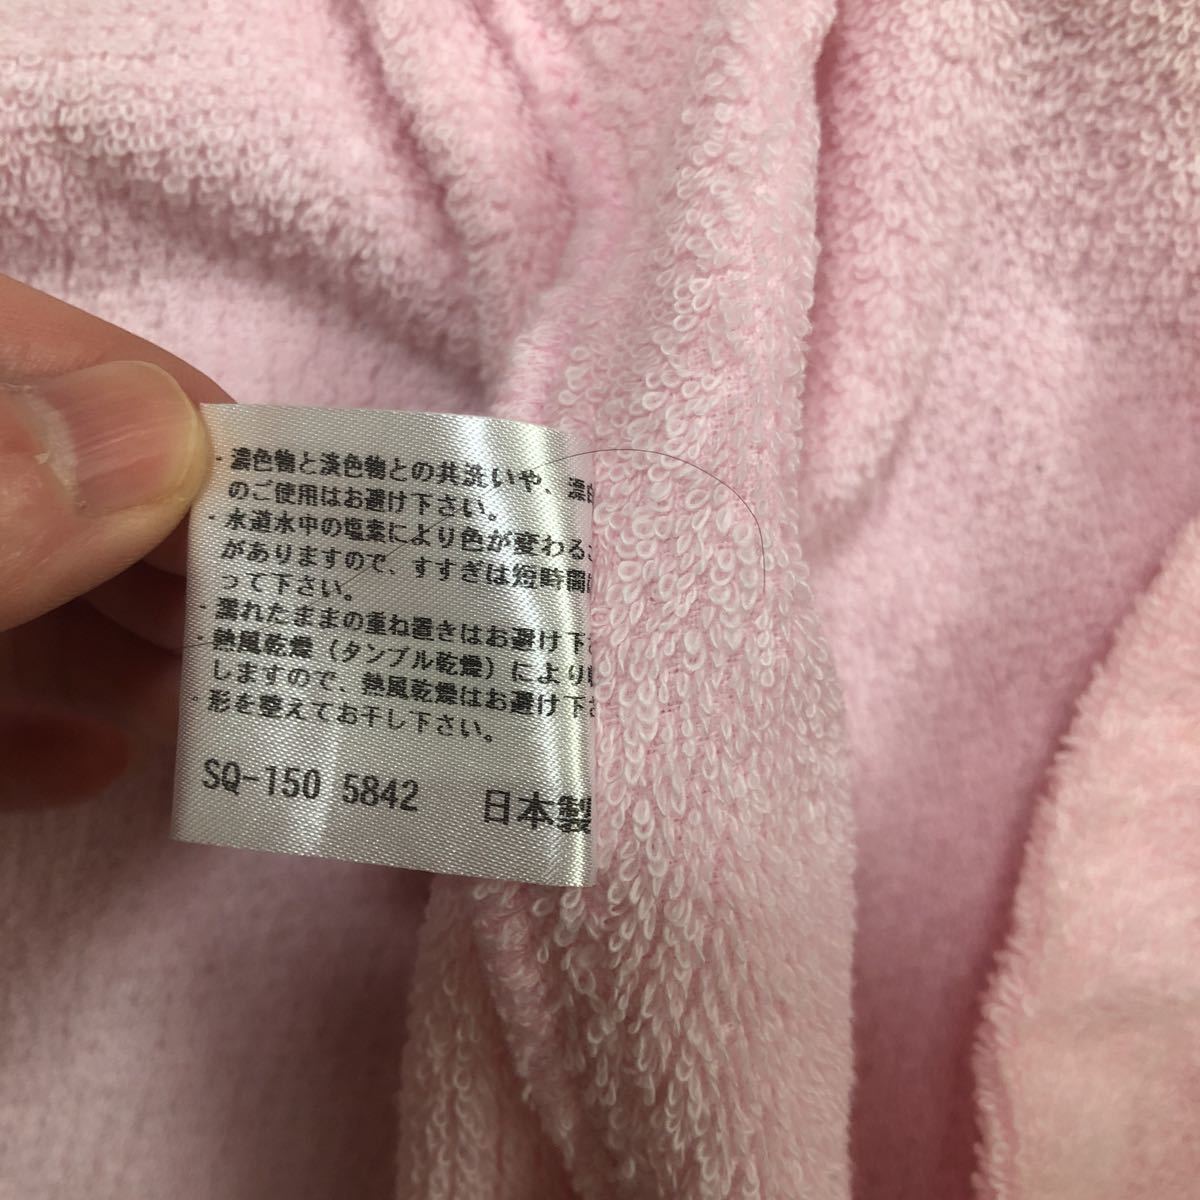 ・濃色物と淡色物との共洗いや、漂白
のご使用はお避け下さい。
・水道水中の塩素により色が変わるこ
がありますので、すすぎは短時間
って下さい。
・濡れたままの重ね置きはお避け下さ
・熱風乾燥（タンブル乾燥）により
しますので、熱風乾燥はお避け下さ
。形を整えてお干し下さい。
SQ-150 5842 日本製